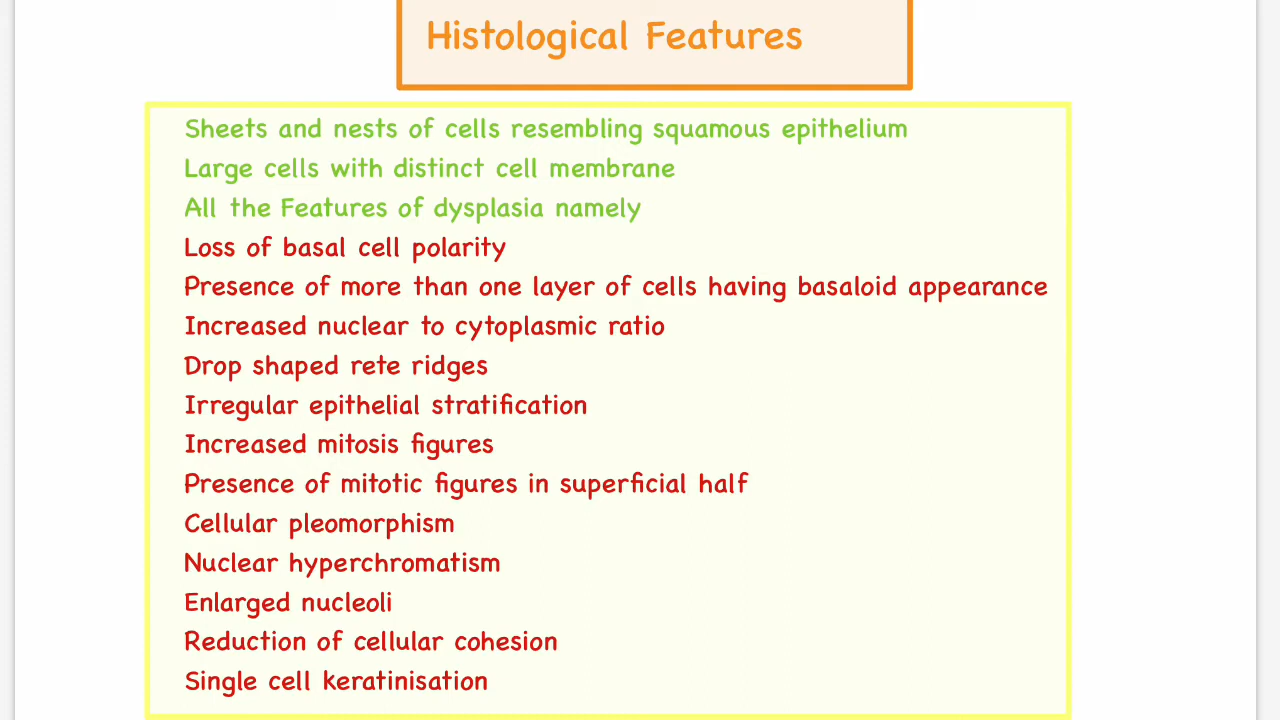 Histological Features
Sheets and nests of cells resembling squamous epithelium
Large cells with distinct cell membrane
All the Features of dysplasia namely
Loss of basal cell polarity
Presence of more than one layer of cells having basaloid appearance
Increased nuclear to cytoplasmic ratio
Drop shaped rete ridges
Irregular epithelial stratification
Increased mitosis figures
Presence of mitotic figures in superficial half
Cellular pleomorphism
Nuclear hyperchromatism
Enlarged nucleoli
Reduction of cellular cohesion
Single cell keratinisation